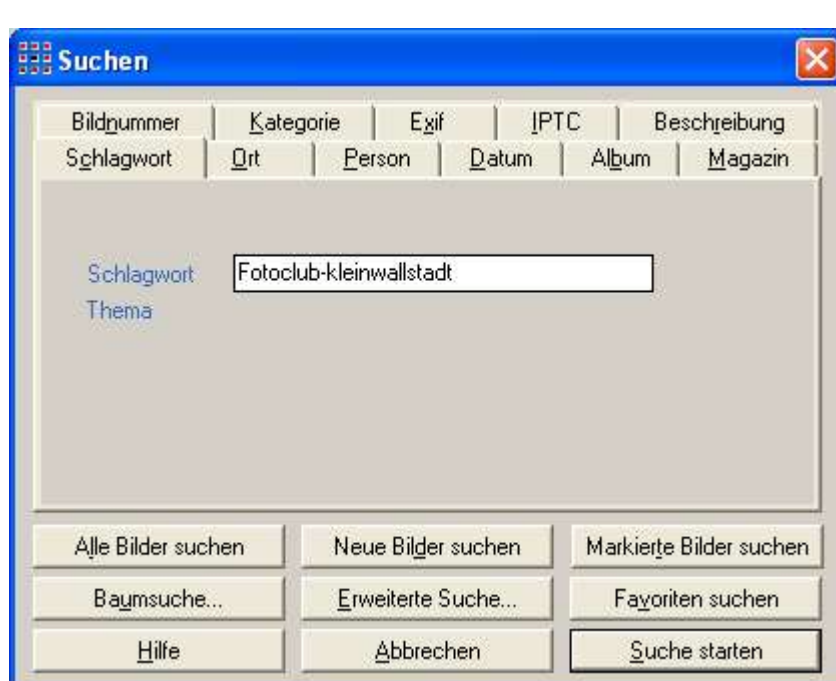 Suchen
Bildnummer Kategorie Exif IPTC Beschreibung
Schlagwort Ort Person Datum Album Magazin
Schlagwort Fotoclub-kleinwallstadt
Thema
Alle Bilder suchen Neue Bilder suchen Markierte Bilder suchen
Baumsuche... Erweiterte Suche... Favoriten suchen
Hilfe Abbrechen Suche starten